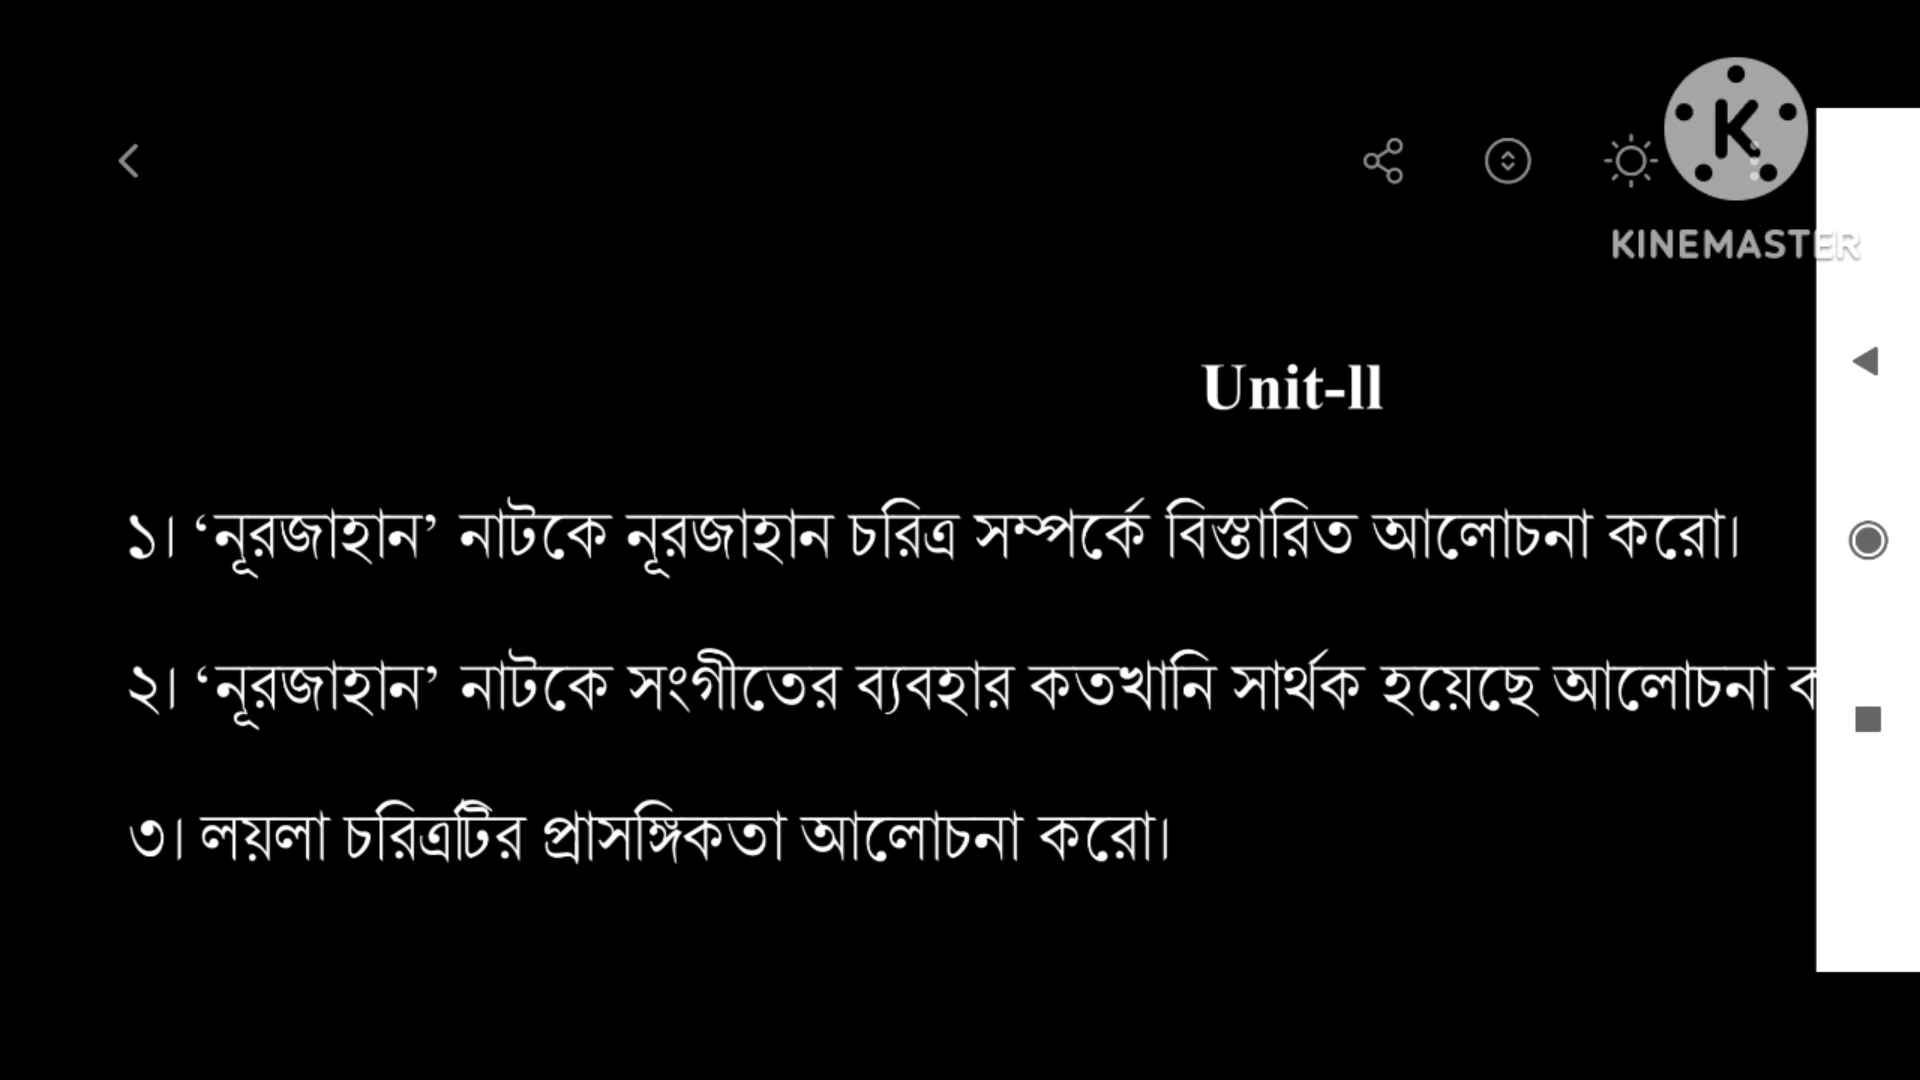 KINEMASTER
Unit-ll
১। ‘নূরজাহান’ নাটকে নূরজাহান চরিত্র সম্পর্কে বিস্তারিত আলোচনা করো।
২। ‘নূরজাহান’ নাটকে সংগীতের ব্যবহার কতখানি সার্থক হয়েছে আলোচনা
৩। লয়লা চরিত্রটির প্রাসঙ্গিকতা আলোচনা করো।